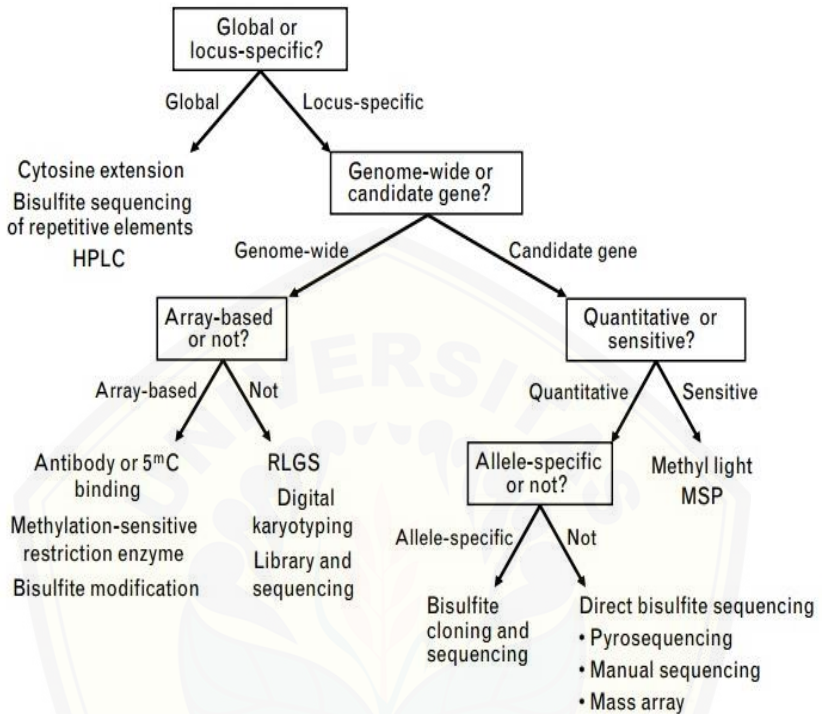 Global or
locus-specific?
Global
Locus-specific
Cytosine extension
Bisulfite sequencing
of repetitive elements
HPLC
Genome-wide or
candidate gene?
Genome-wide
Candidate gene
Array-based
or not?
Array-based
Not
Antibody or 5ᵐC
binding
Methylation-sensitive
restriction enzyme
Bisulfite modification
RLGS
Digital
karyotyping
Library and
sequencing
Quantitative or
sensitive?
Quantitative
Sensitive
Allele-specific
or not?
Methyl light
MSP
Allele-specific
Not
Bisulfite
cloning and
sequencing
Direct bisulfite sequencing
• Pyrosequencing
• Manual sequencing
• Mass array
UNIVERSITAS